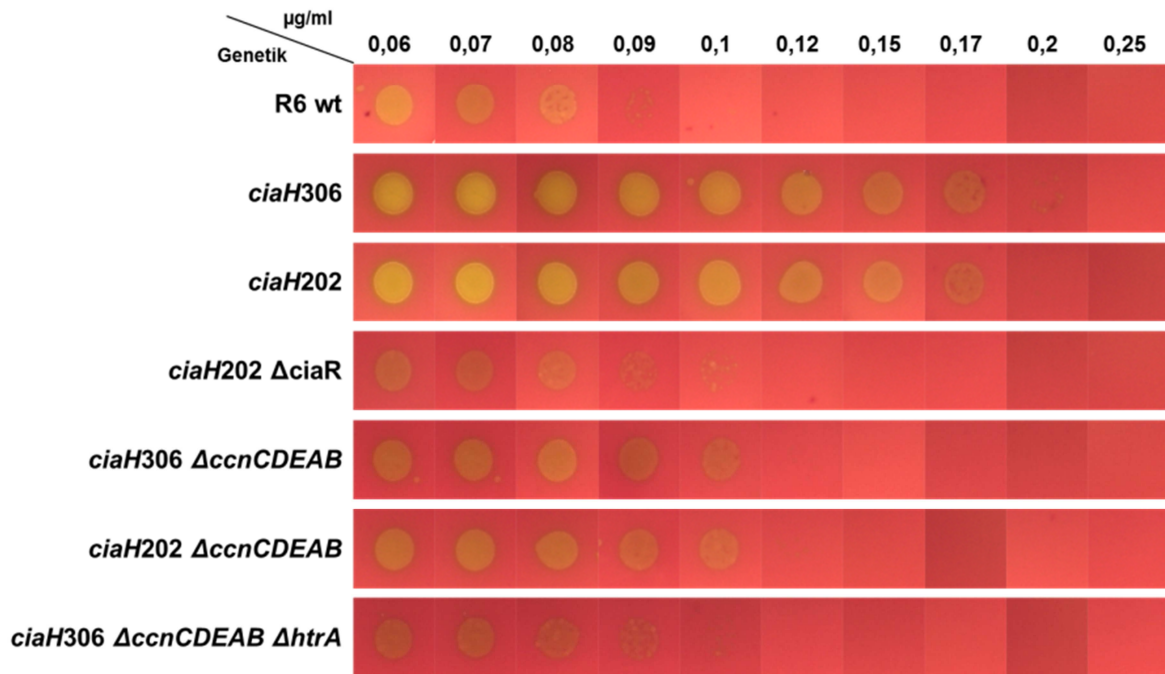 µg/ml
Genetik
0,06 0,07 0,08 0,09 0,1 0,12 0,15 0,17 0,2 0,25
R6 wt
ciaH306
ciaH202
ciaH202 ΔciaR
ciaH306 ΔccnCDEAB
ciaH202 ΔccnCDEAB
ciaH306 ΔccnCDEAB ΔhtrA